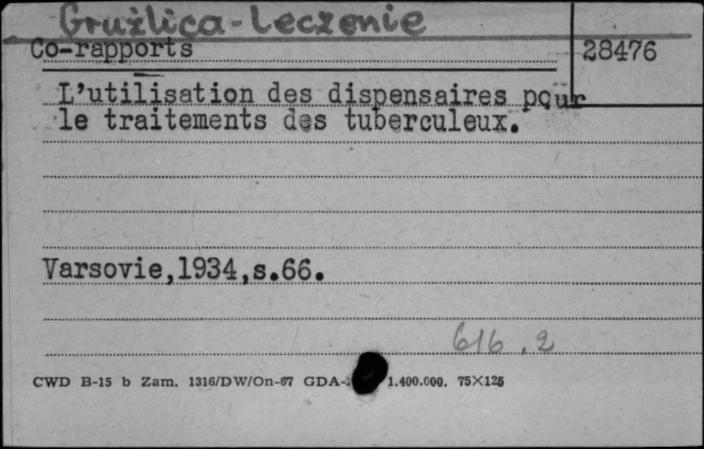 Gruźlica - Leczenie
Co-rapports
28476
L'utilisation des dispensaires pour
le traitements des tuberculeux.
Varsovie,1934,s.66.
616.2
CWD B-15 b Zam. 1316/DW/On-67 GDA- 1.400.000. 75X125